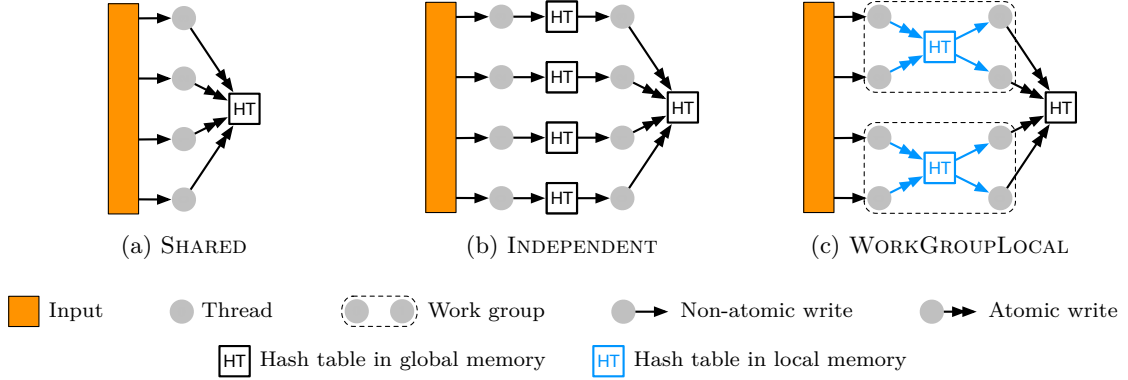 HT HT HT
HT
HT HT
HT
HT HT
HT
(a) SHARED (b) INDEPENDENT (c) WORKGROUPLOCAL
Input Thread Work group Non-atomic write Atomic write
HT Hash table in global memory HT Hash table in local memory